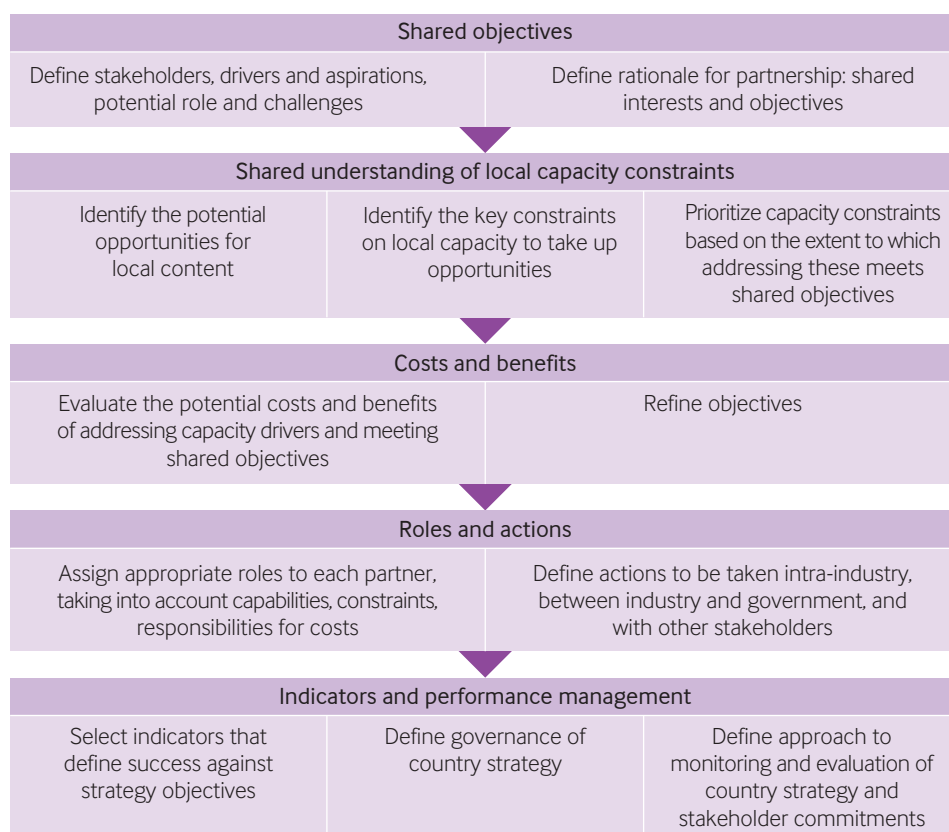 Shared objectives
Define stakeholders, drivers and aspirations,
potential role and challenges
Define rationale for partnership: shared
interests and objectives
Shared understanding of local capacity constraints
Identify the potential
opportunities for
local content
Identify the key constraints
on local capacity to take up
opportunities
Prioritize capacity constraints
based on the extent to which
addressing these meets
shared objectives
Costs and benefits
Evaluate the potential costs and benefits
of addressing capacity drivers and meeting
shared objectives
Refine objectives
Roles and actions
Assign appropriate roles to each partner,
taking into account capabilities, constraints,
responsibilities for costs
Define actions to be taken intra-industry,
between industry and government, and
with other stakeholders
Indicators and performance management
Select indicators that
define success against
strategy objectives
Define governance of
country strategy
Define approach to
monitoring and evaluation of
country strategy and
stakeholder commitments